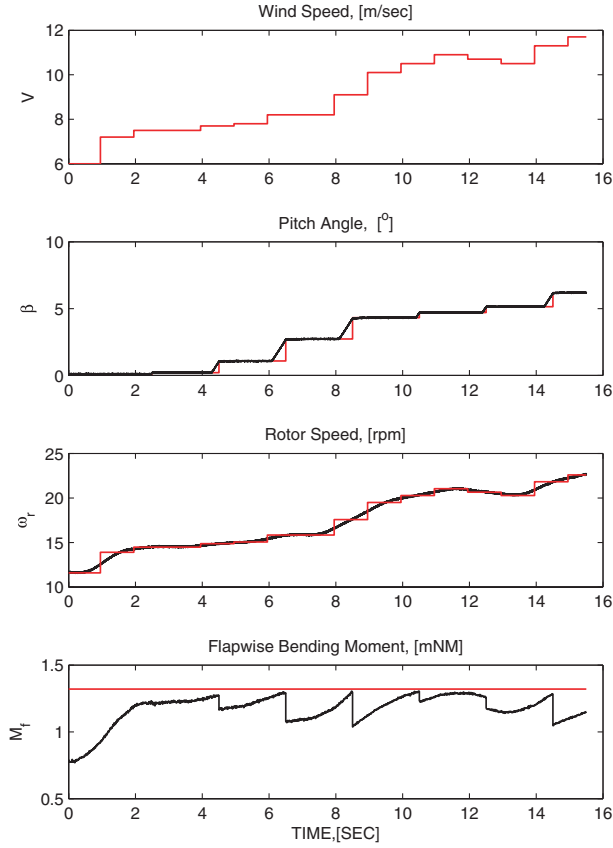 Wind Speed, [m/sec]
12
10
8
6
V
0 2 4 6 8 10 12 14 16
Pitch Angle, [o]
10
5
0
β
0 2 4 6 8 10 12 14 16
Rotor Speed, [rpm]
25
20
15
10
ωr
0 2 4 6 8 10 12 14 16
Flapwise Bending Moment, [mNM]
1.5
1
0.5
Mf
0 2 4 6 8 10 12 14 16
TIME,[SEC]